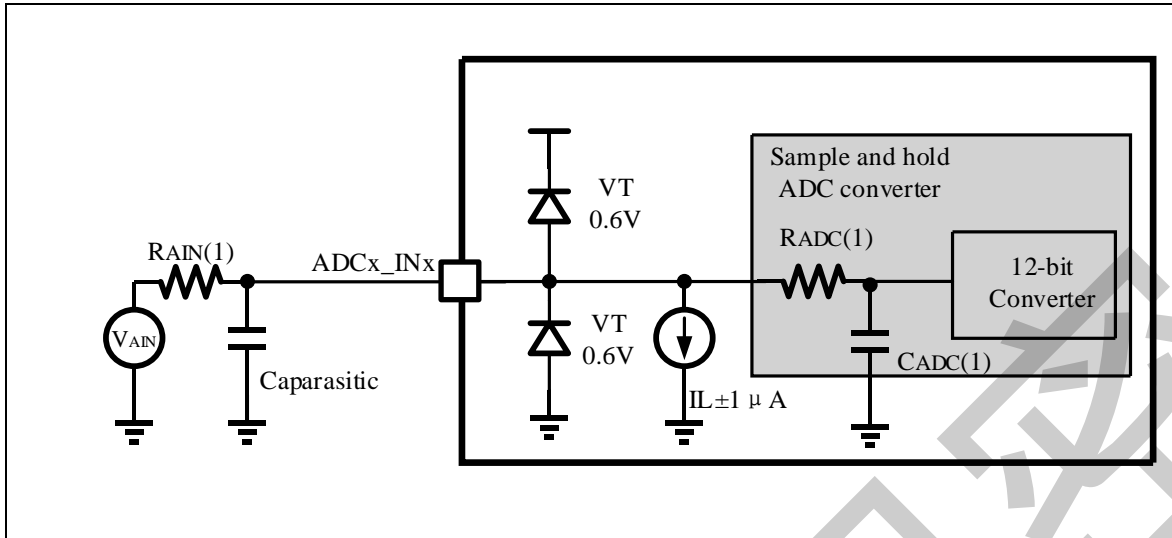 Sample and hold
ADC converter
VT
0.6V
RAIN(1)
ADCx_INx
RADC(1)
12-bit
Converter
VAIN
VT
0.6V
Caparasitic
CADC(1)
IL±1 μA